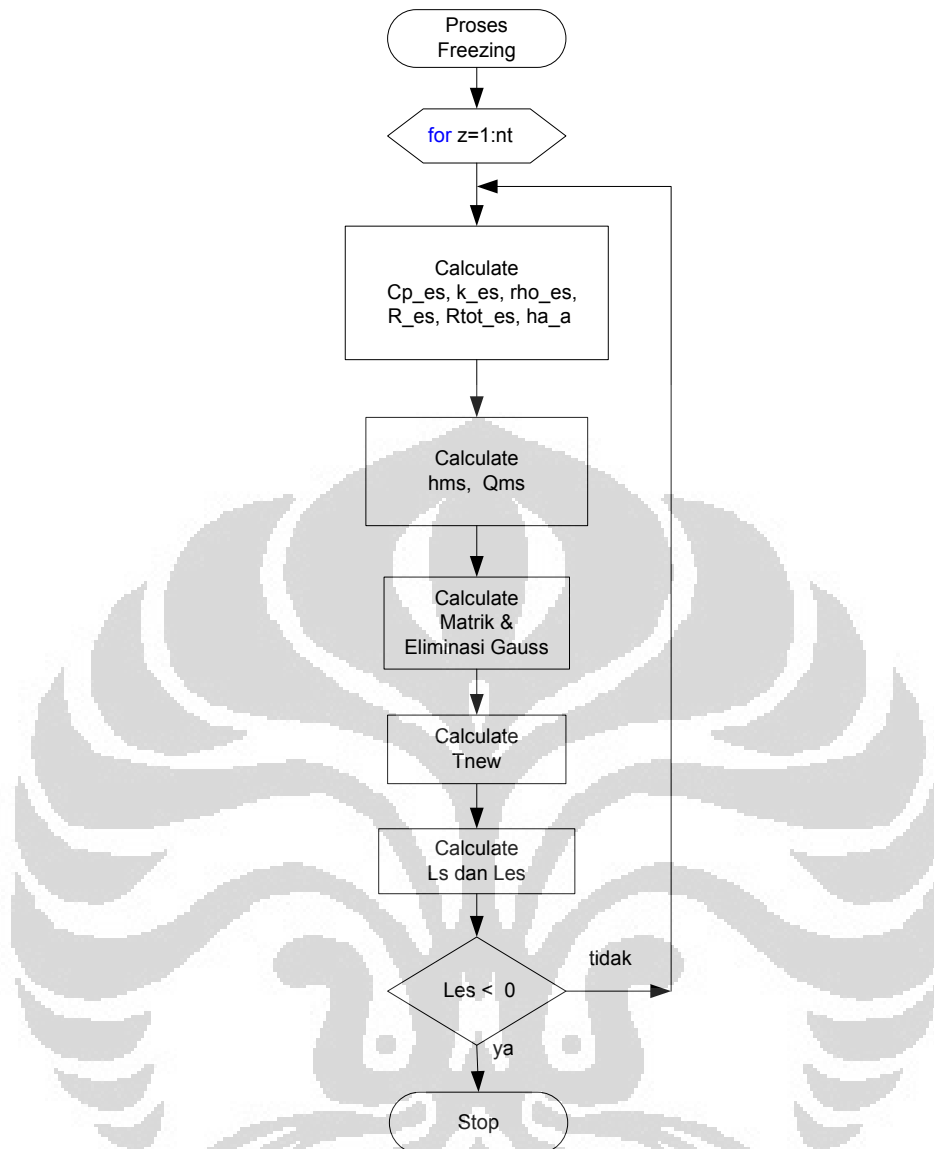 Proses
Freezing
for z=1:nt
Calculate
Cp_es, k_es, rho_es,
R_es, Rtot_es, ha_a
Calculate
hms, Qms
Calculate
Matrik &
Eliminasi Gauss
Calculate
Tnew
Calculate
Ls dan Les
tidak
Les < 0
ya
Stop